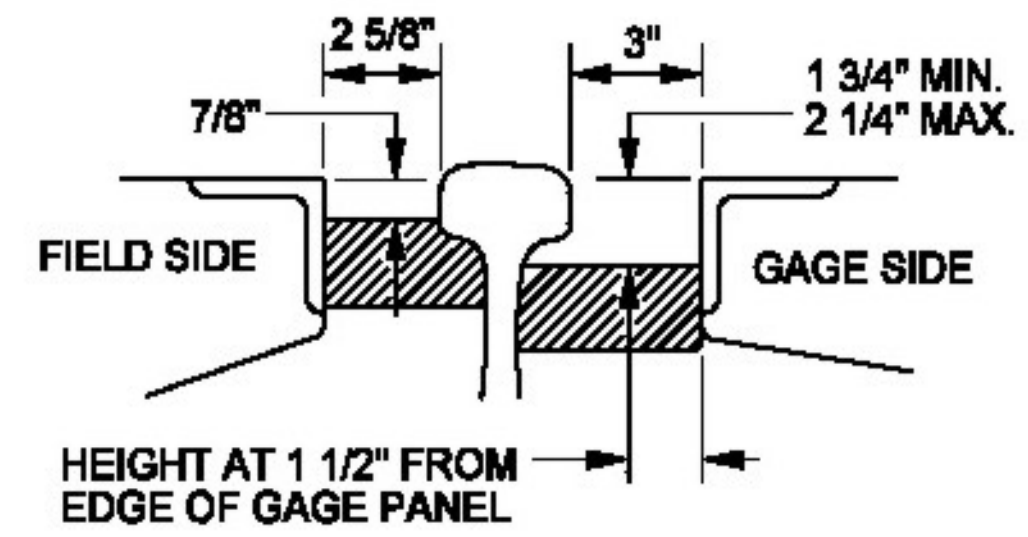 2 5/8"
3"
7/8"
1 3/4" MIN.
2 1/4" MAX.
FIELD SIDE
GAGE SIDE
HEIGHT AT 1 1/2" FROM
EDGE OF GAGE PANEL